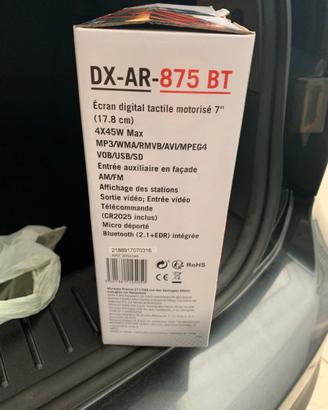 DX-AR-875 BT
Écran digital tactile motorisé 7"
(17.8 cm)
4X45W Max
MP3/WMA/RMVB/AVI/MPEG4
VOB/USB/SD
Entrée auxiliaire en façade
AM/FM
Affichage des stations
Sortie vidéo; Entrée vidéo
Télécommande
(CR2025 inclus)
Micro déporté
Bluetooth (2.1+EDR) intégrée
2188917070316
CE RoHS